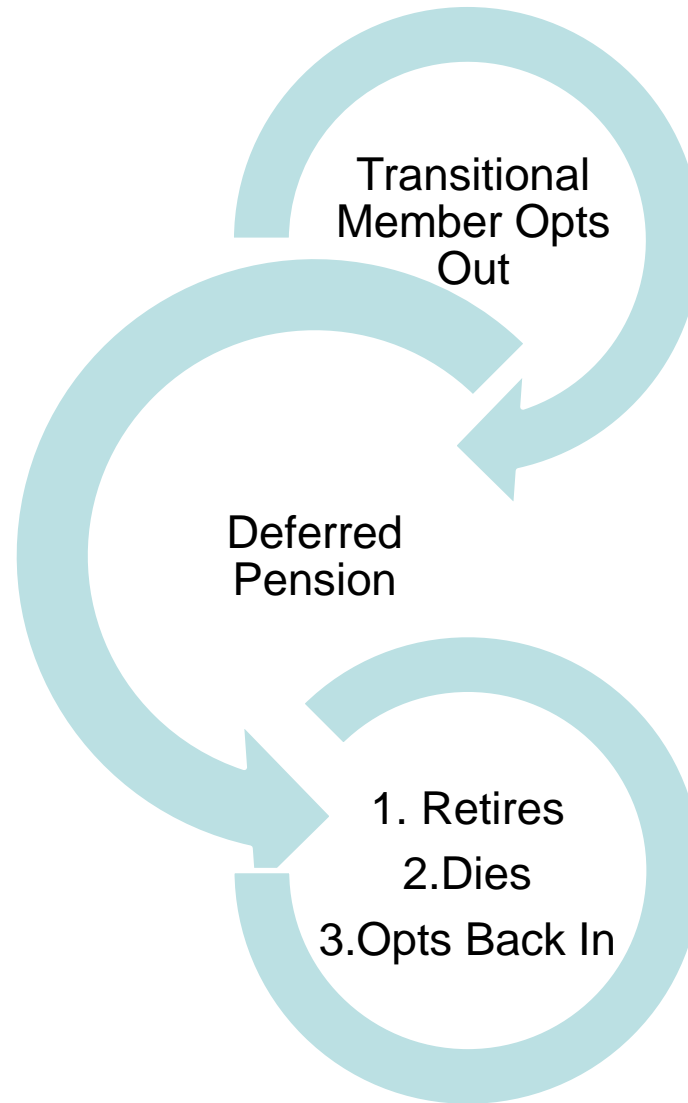 Transitional
Member Opts
Out
Deferred
Pension
1. Retires
2.Dies
3.Opts Back In